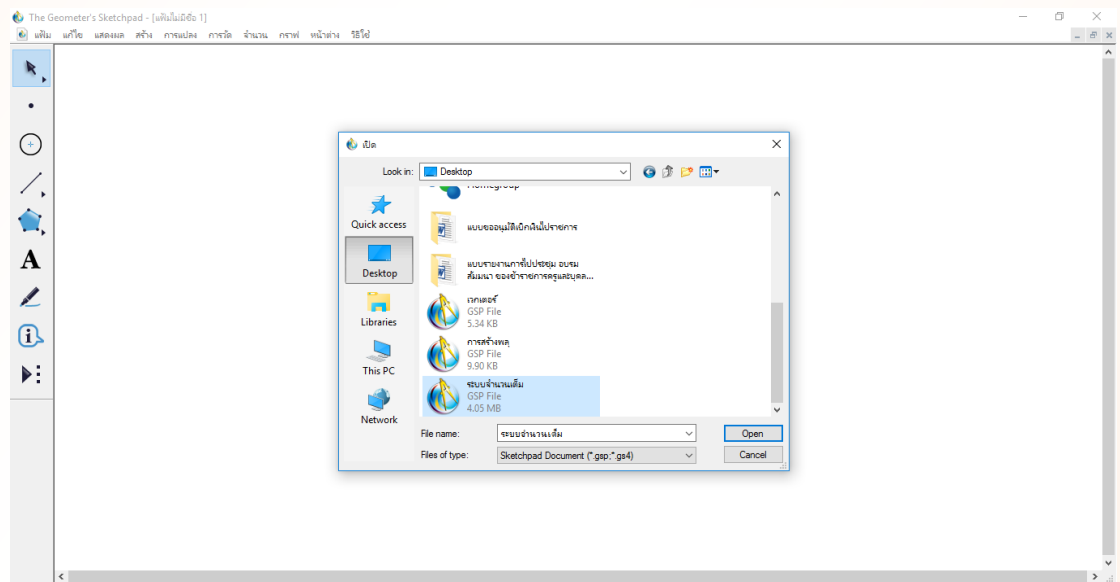 The Geometer's Sketchpad - [แฟ้มไม่มีชื่อ 1]
แฟ้ม แก้ไข แสดงผล สร้าง การแปลง การวัด จำนวน กราฟ หน้าต่าง วิธีใช้
เปิด
Look in: Desktop
Homegroup
Quick access
แบบขออนุมัติเบิกเงินไปราชการ
Desktop
แบบรายงานการไปประชุม อบรม
สัมมนา ของข้าราชการครูและบุคล...
Libraries
เวกเตอร์
GSP File
5.34 KB
This PC
การสร้างพลุ
GSP File
9.90 KB
Network
ระบบจำนวนเต็ม
GSP File
4.05 MB
File name: ระบบจำนวนเต็ม Open
Files of type: Sketchpad Document (*.gsp;*.gs4) Cancel
A
i